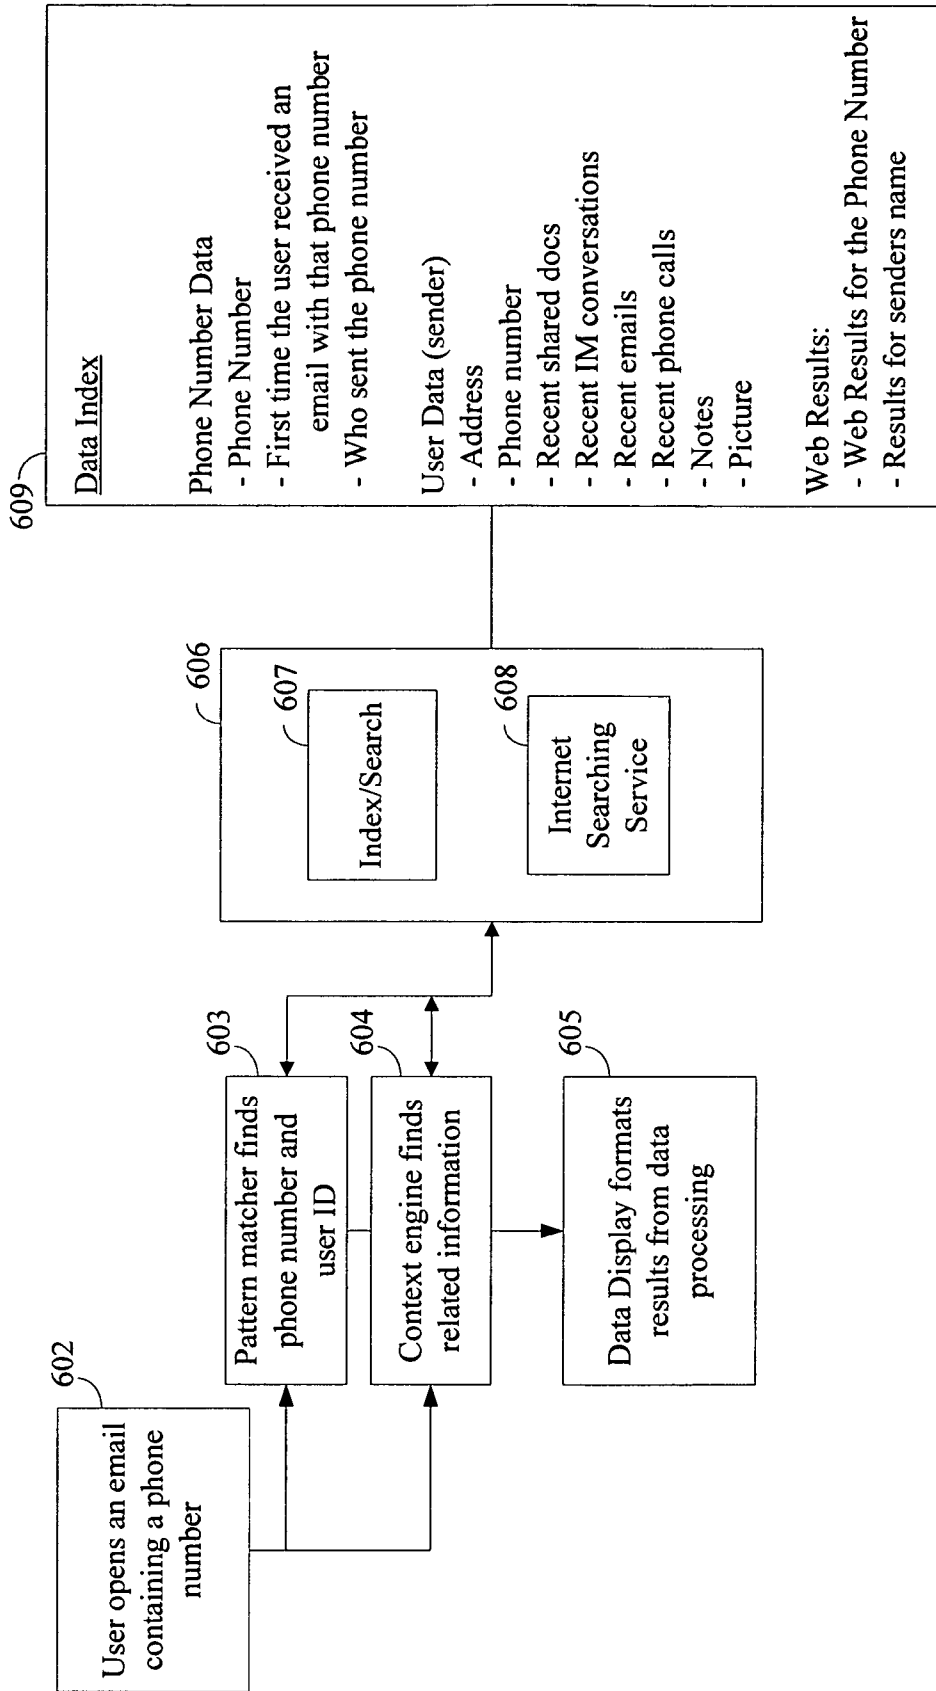 602
User opens an email
containing a phone
number
603
Pattern matcher finds
phone number and
user ID
604
Context engine finds
related information
605
Data Display formats
results from data
processing
606
607
Index/Search
608
Internet
Searching
Service
609
Data Index
Phone Number Data
- Phone Number
- First time the user received an
email with that phone number
- Who sent the phone number
User Data (sender)
- Address
- Phone number
- Recent shared docs
- Recent IM conversations
- Recent emails
- Recent phone calls
- Notes
- Picture
Web Results:
- Web Results for the Phone Number
- Results for senders name